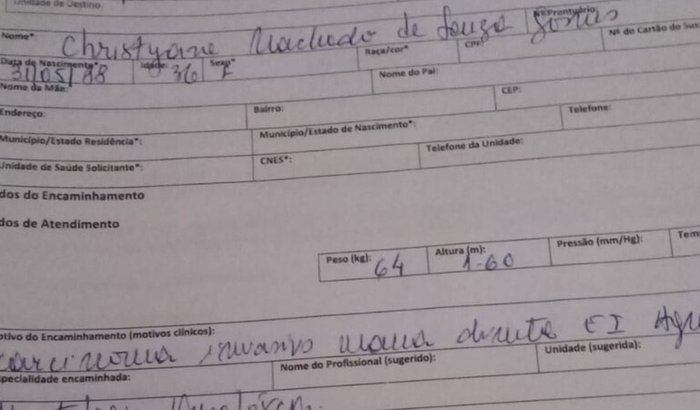 Unidade de Destino:
Nome*: Christyane Machado de Souza Nº Prontuário:
Data de Nascimento*: 31/05/88 Idade: 36 Sexo*: F Raça/cor* CPF: Nº do Cartão do Sus
Nome da Mãe: Nome do Pai:
Endereço: Bairro: CEP:
Município/Estado Residência*: Município/Estado de Nascimento*: Telefone:
Unidade de Saúde Solicitante*: CNES*: Telefone da Unidade:
dos do Encaminhamento
dos de Atendimento
Peso (kg): 64 Altura (m): 1.60 Pressão (mm/Hg): Tem
otivo do Encaminhamento (motivos clínicos):
carcinoma invasivo mama direita EI
specialidade encaminhada: Nome do Profissional (sugerido): Unidade (sugerida):